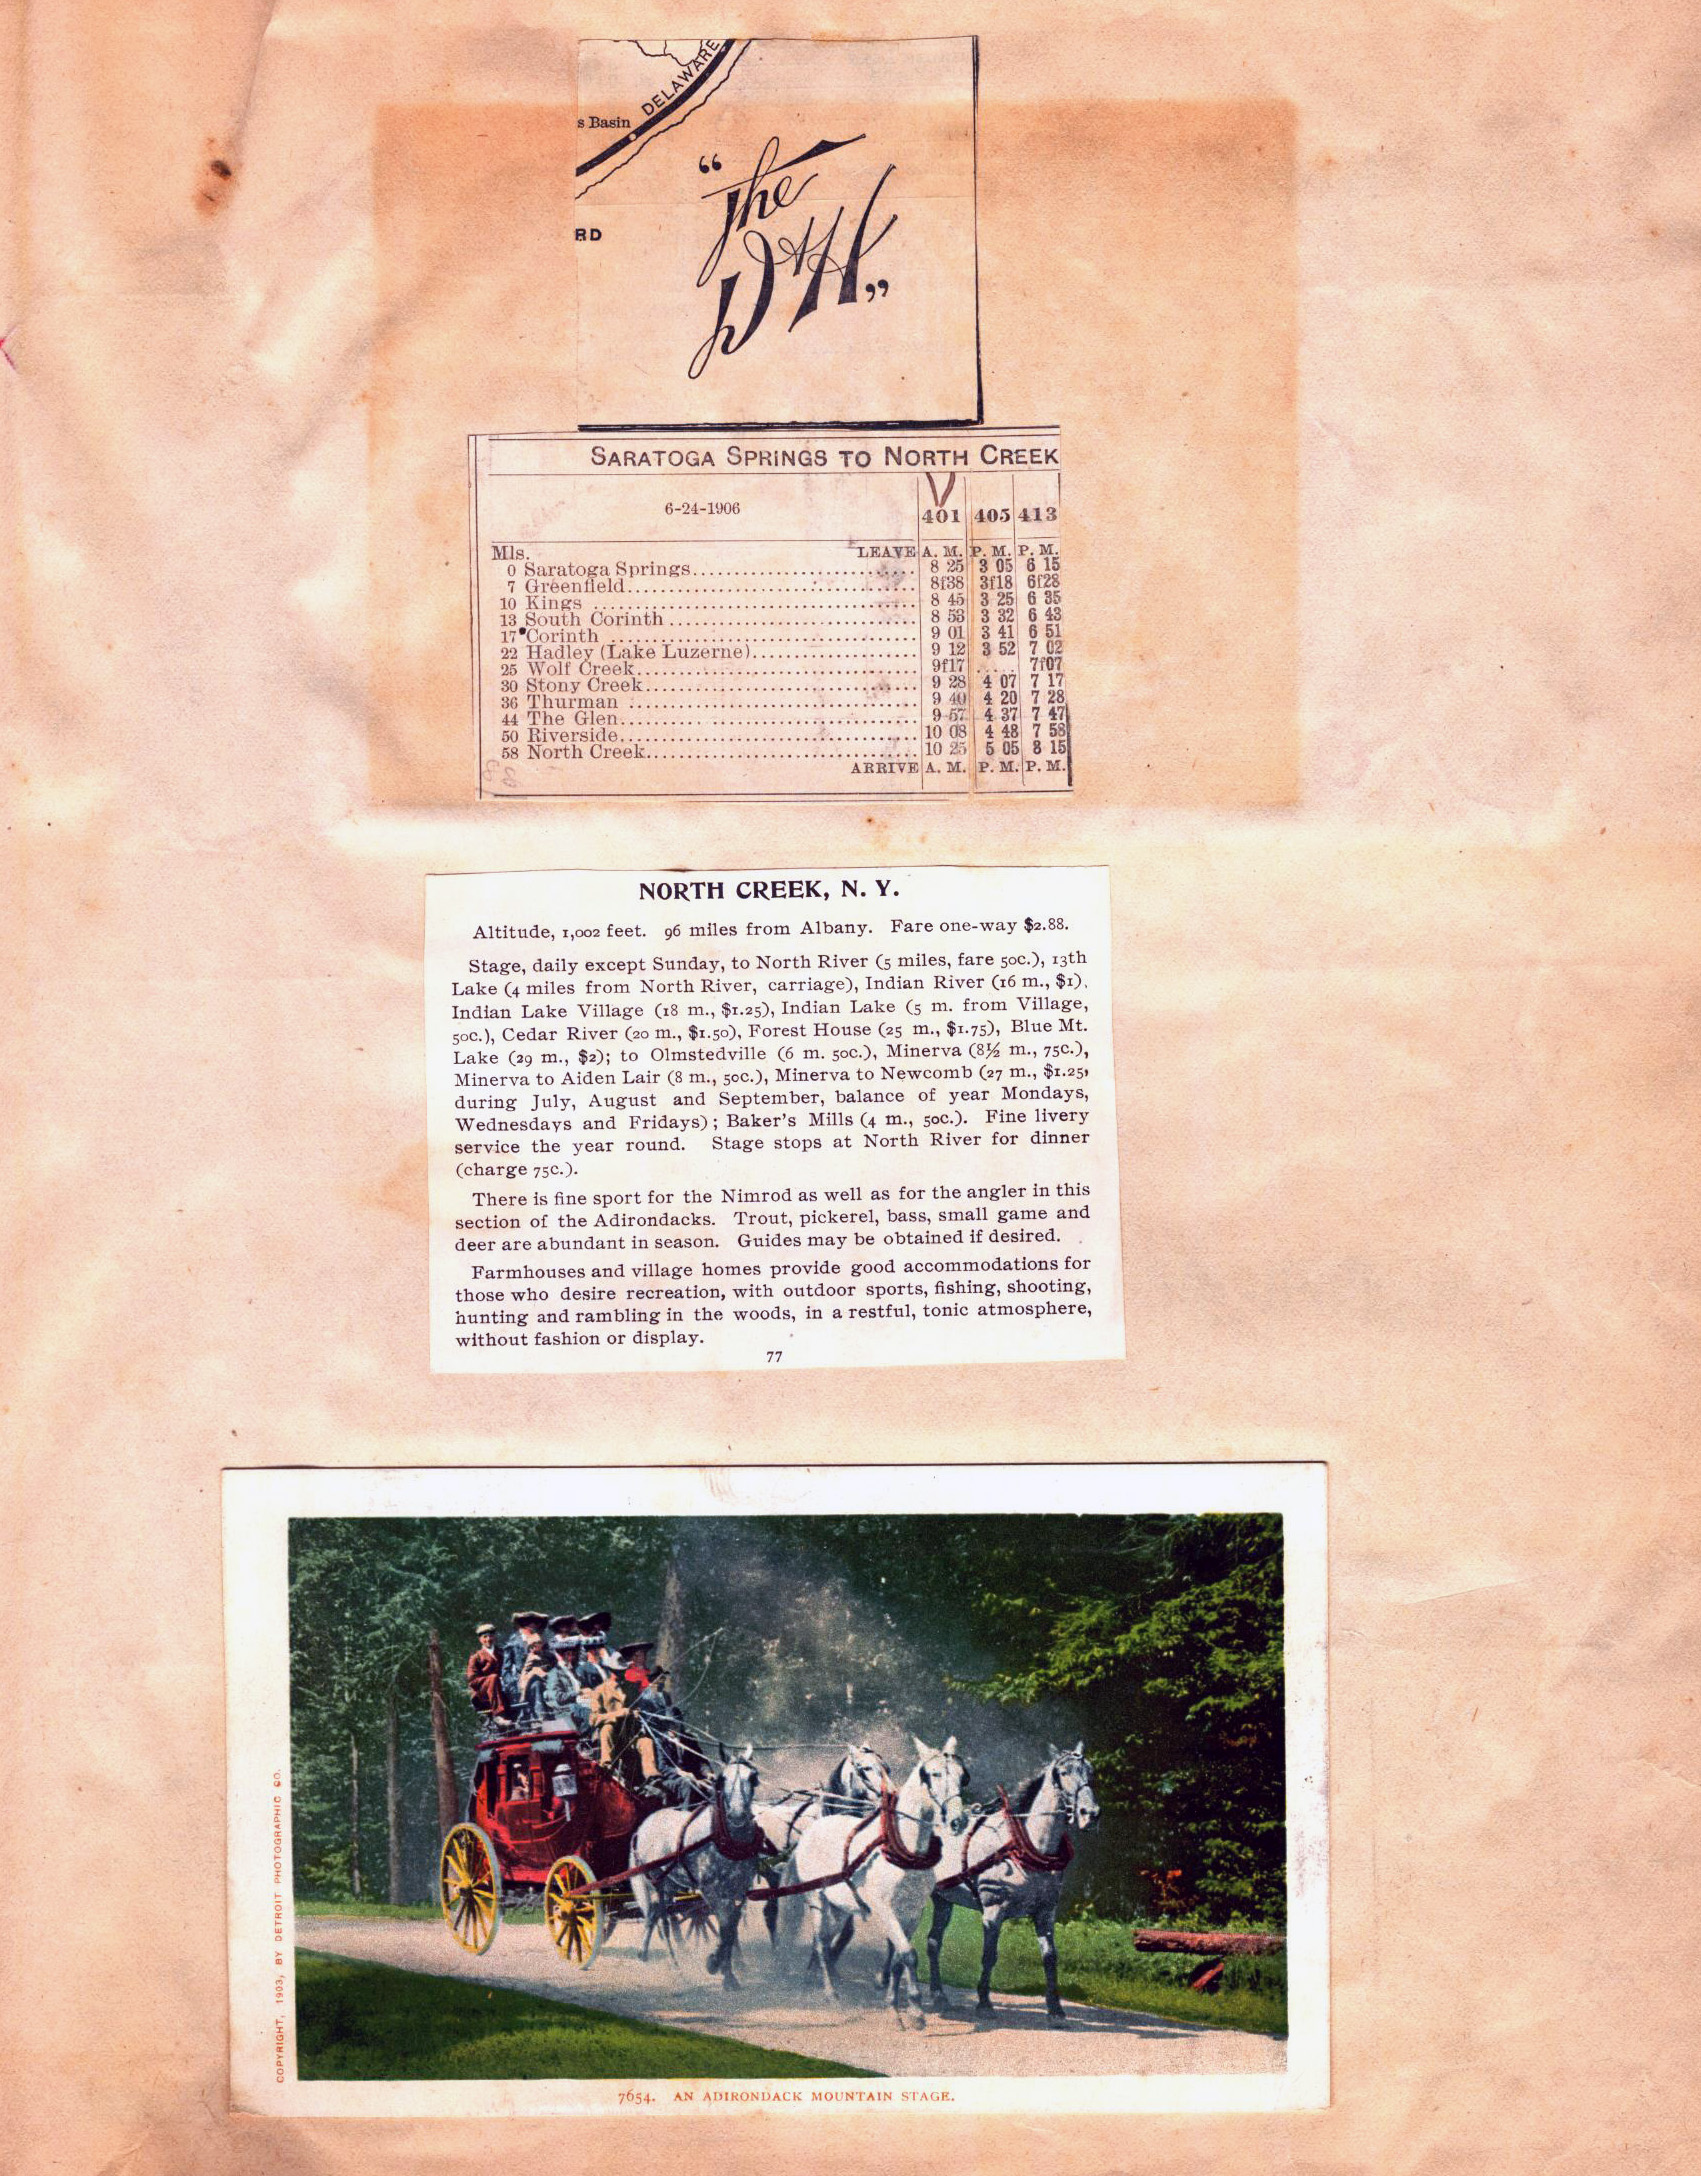 DELAWARE
s Basin
RD
“The
D&H„
SARATOGA SPRINGS TO NORTH CREEK
6-24-1906 401 405 413
Mls. LEAVE A. M. P. M. P. M.
0 Saratoga Springs 8 25 3 05 6 15
7 Greenfield 8f38 3f18 6f28
10 Kings 8 45 3 25 6 35
13 South Corinth 8 53 3 32 6 43
17 Corinth 9 01 3 41 6 51
22 Hadley (Lake Luzerne) 9 12 3 52 7 02
25 Wolf Creek 9f17 ..... 7f07
30 Stony Creek 9 28 4 07 7 17
36 Thurman 9 40 4 20 7 28
44 The Glen 9 57 4 37 7 47
50 Riverside 10 08 4 48 7 58
58 North Creek 10 25 5 05 8 15
ARRIVE A. M. P. M. P. M.
NORTH CREEK, N. Y.
Altitude, 1,002 feet. 96 miles from Albany. Fare one-way $2.88.
Stage, daily except Sunday, to North River (5 miles, fare 50c.), 13th
Lake (4 miles from North River, carriage), Indian River (16 m., $1),
Indian Lake Village (18 m., $1.25), Indian Lake (5 m. from Village,
50c.), Cedar River (20 m., $1.50), Forest House (25 m., $1.75), Blue Mt.
Lake (29 m., $2); to Olmstedville (6 m. 50c.), Minerva (8½ m., 75c.),
Minerva to Aiden Lair (8 m., 50c.), Minerva to Newcomb (27 m., $1.25,
during July, August and September, balance of year Mondays,
Wednesdays and Fridays); Baker's Mills (4 m., 50c.). Fine livery
service the year round. Stage stops at North River for dinner
(charge 75c.).
There is fine sport for the Nimrod as well as for the angler in this
section of the Adirondacks. Trout, pickerel, bass, small game and
deer are abundant in season. Guides may be obtained if desired.
Farmhouses and village homes provide good accommodations for
those who desire recreation, with outdoor sports, fishing, shooting,
hunting and rambling in the woods, in a restful, tonic atmosphere,
without fashion or display.
77
COPYRIGHT, 1903, BY DETROIT PHOTOGRAPHIC CO.
7654. AN ADIRONDACK MOUNTAIN STAGE.